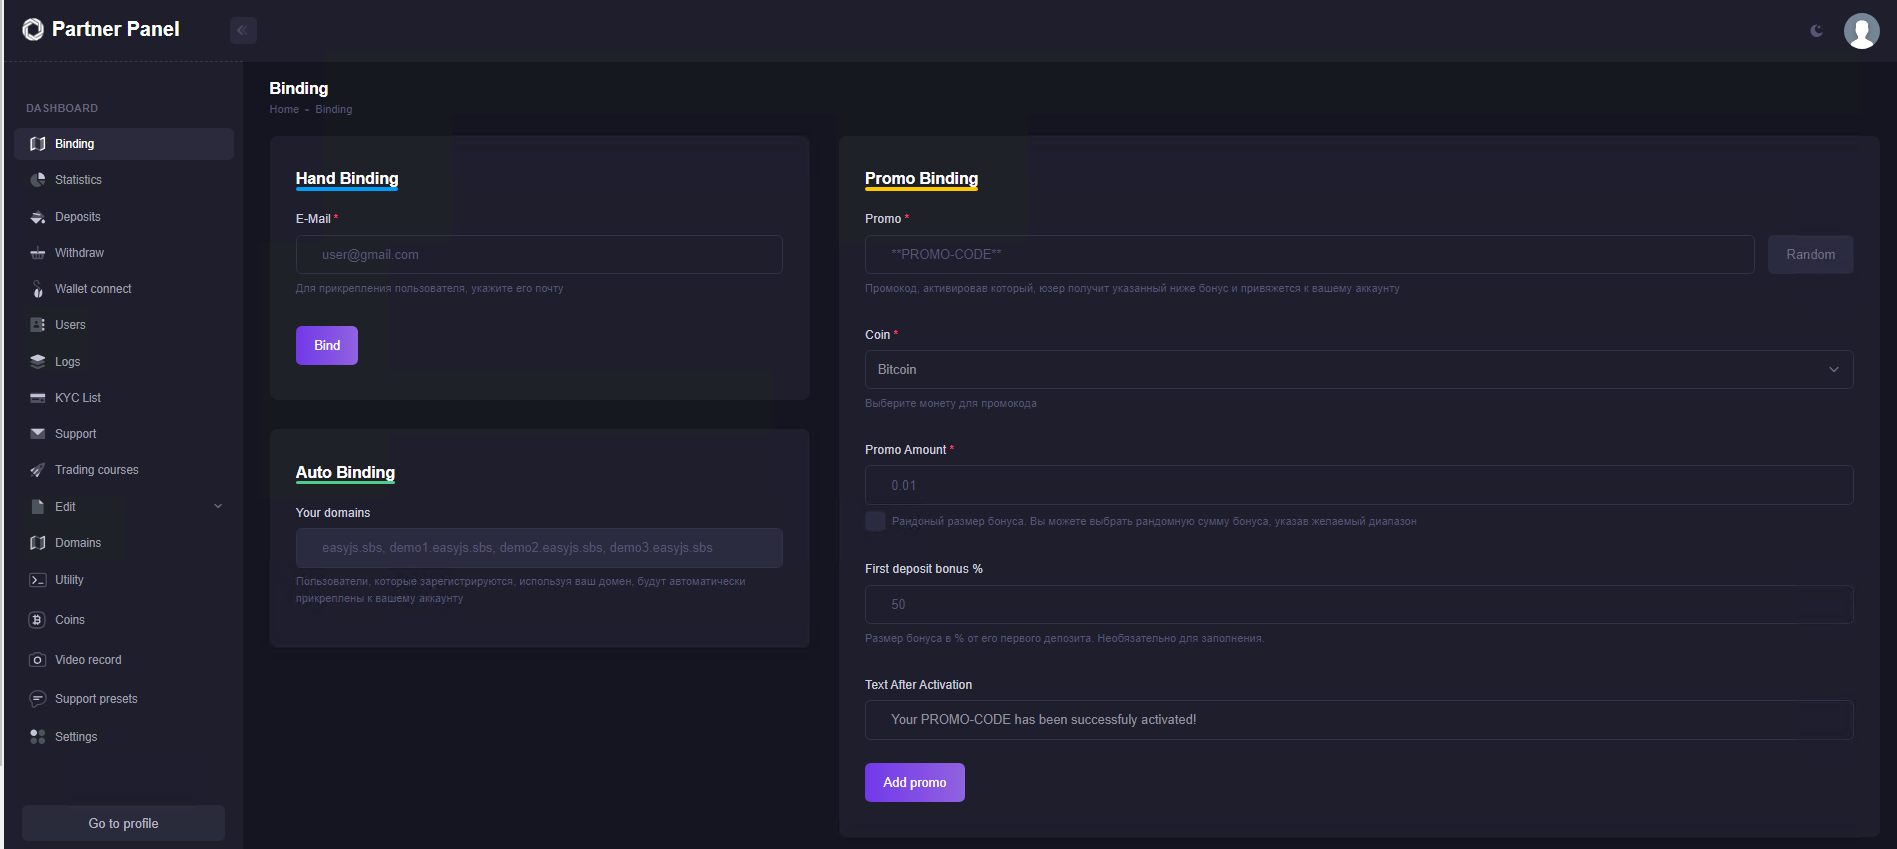 Partner Panel
DASHBOARD
Binding
Statistics
Deposits
Withdraw
Wallet connect
Users
Logs
KYC List
Support
Trading courses
Edit
Domains
Utility
Coins
Video record
Support presets
Settings
Go to profile
Binding
Home - Binding
Hand Binding
E-Mail *
user@gmail.com
Для прикрепления пользователя, укажите его почту
Bind
Auto Binding
Your domains
easyjs.sbs, demo1.easyjs.sbs, demo2.easyjs.sbs, demo3.easyjs.sbs
Пользователи, которые зарегистрируются, используя ваш домен, будут автоматически
прикреплены к вашему аккаунту
Promo Binding
Promo *
**PROMO-CODE**
Random
Промокод, активировав который, юзер получит указанный ниже бонус и привяжется к вашему аккаунту
Coin *
Bitcoin
Выберите монету для промокода
Promo Amount *
0.01
Рандоный размер бонуса. Вы можете выбрать рандомную сумму бонуса, указав желаемый диапазон
First deposit bonus %
50
Размер бонуса в % от его первого депозита. Необязательно для заполнения.
Text After Activation
Your PROMO-CODE has been successfuly activated!
Add promo